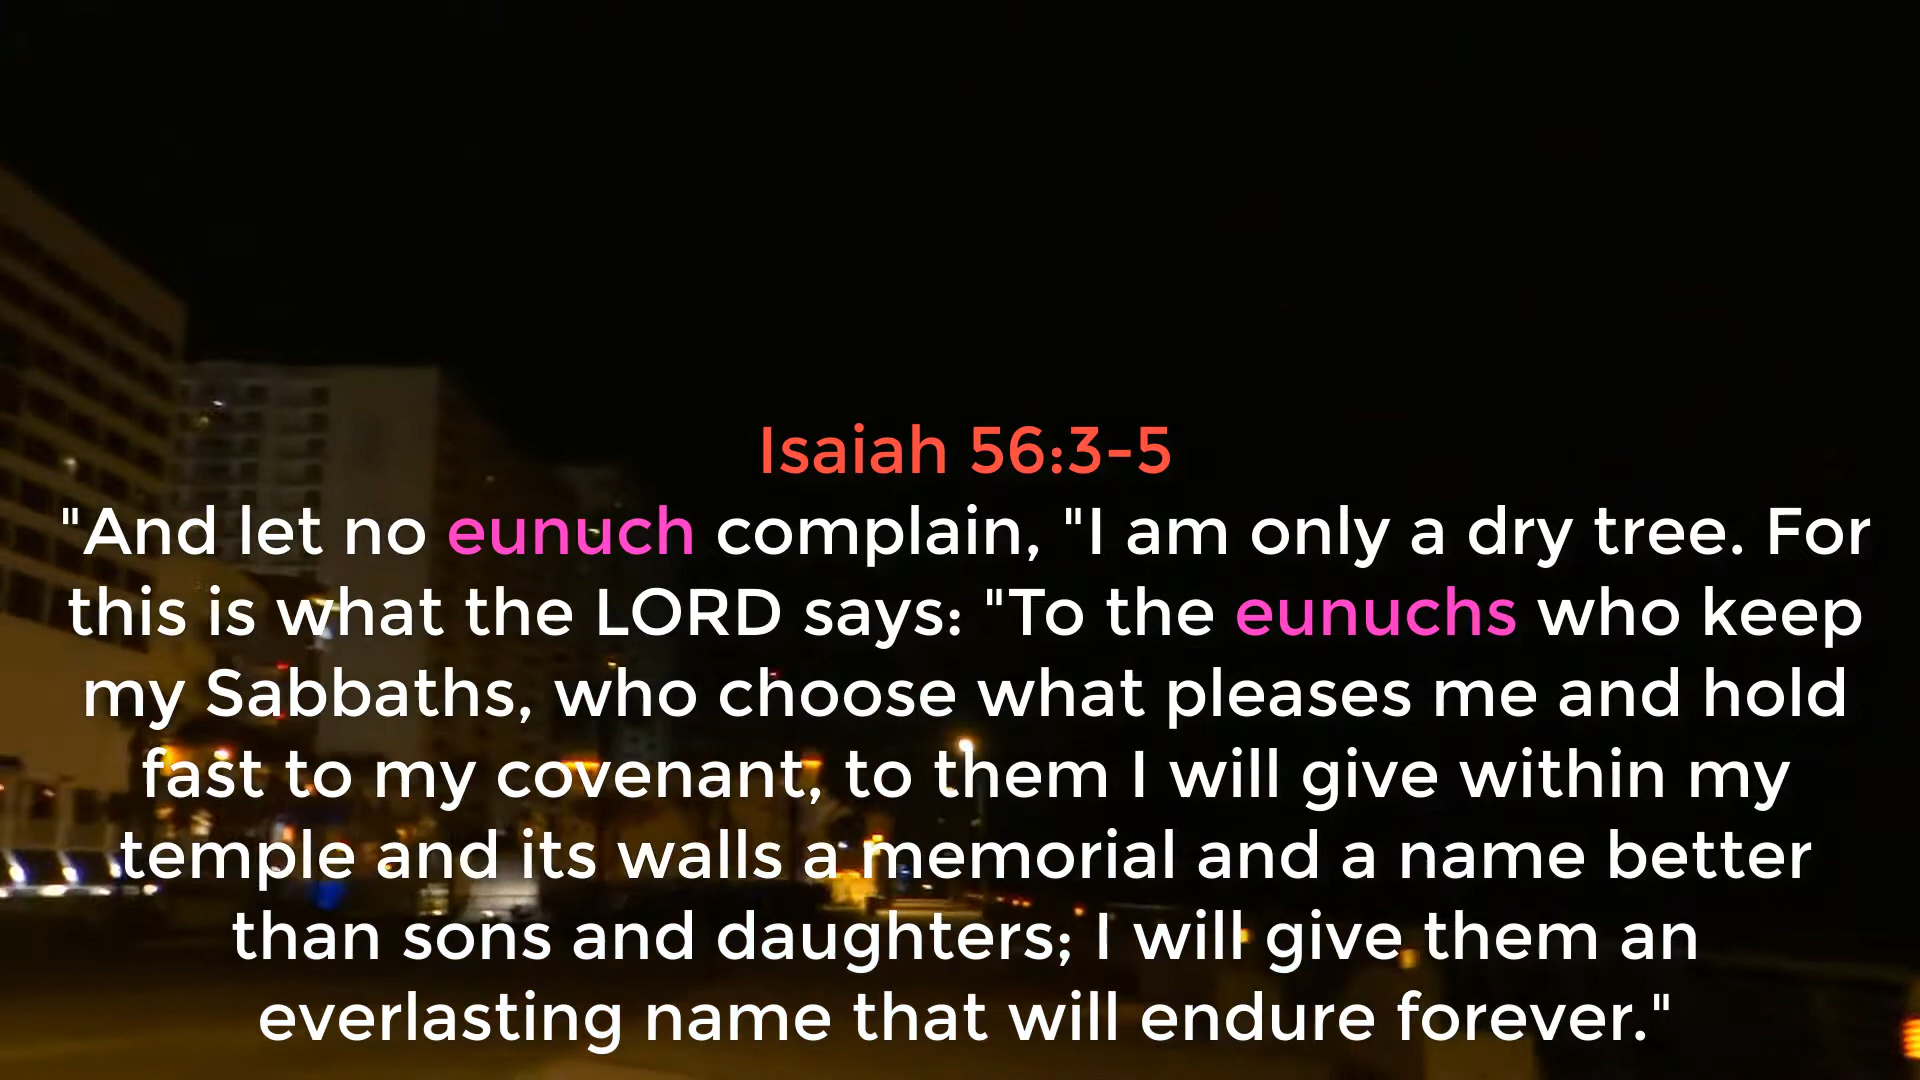 Isaiah 56:3-5
"And let no eunuch complain, "I am only a dry tree. For
this is what the LORD says: "To the eunuchs who keep
my Sabbaths, who choose what pleases me and hold
fast to my covenant, to them I will give within my
temple and its walls a memorial and a name better
than sons and daughters; I will give them an
everlasting name that will endure forever."